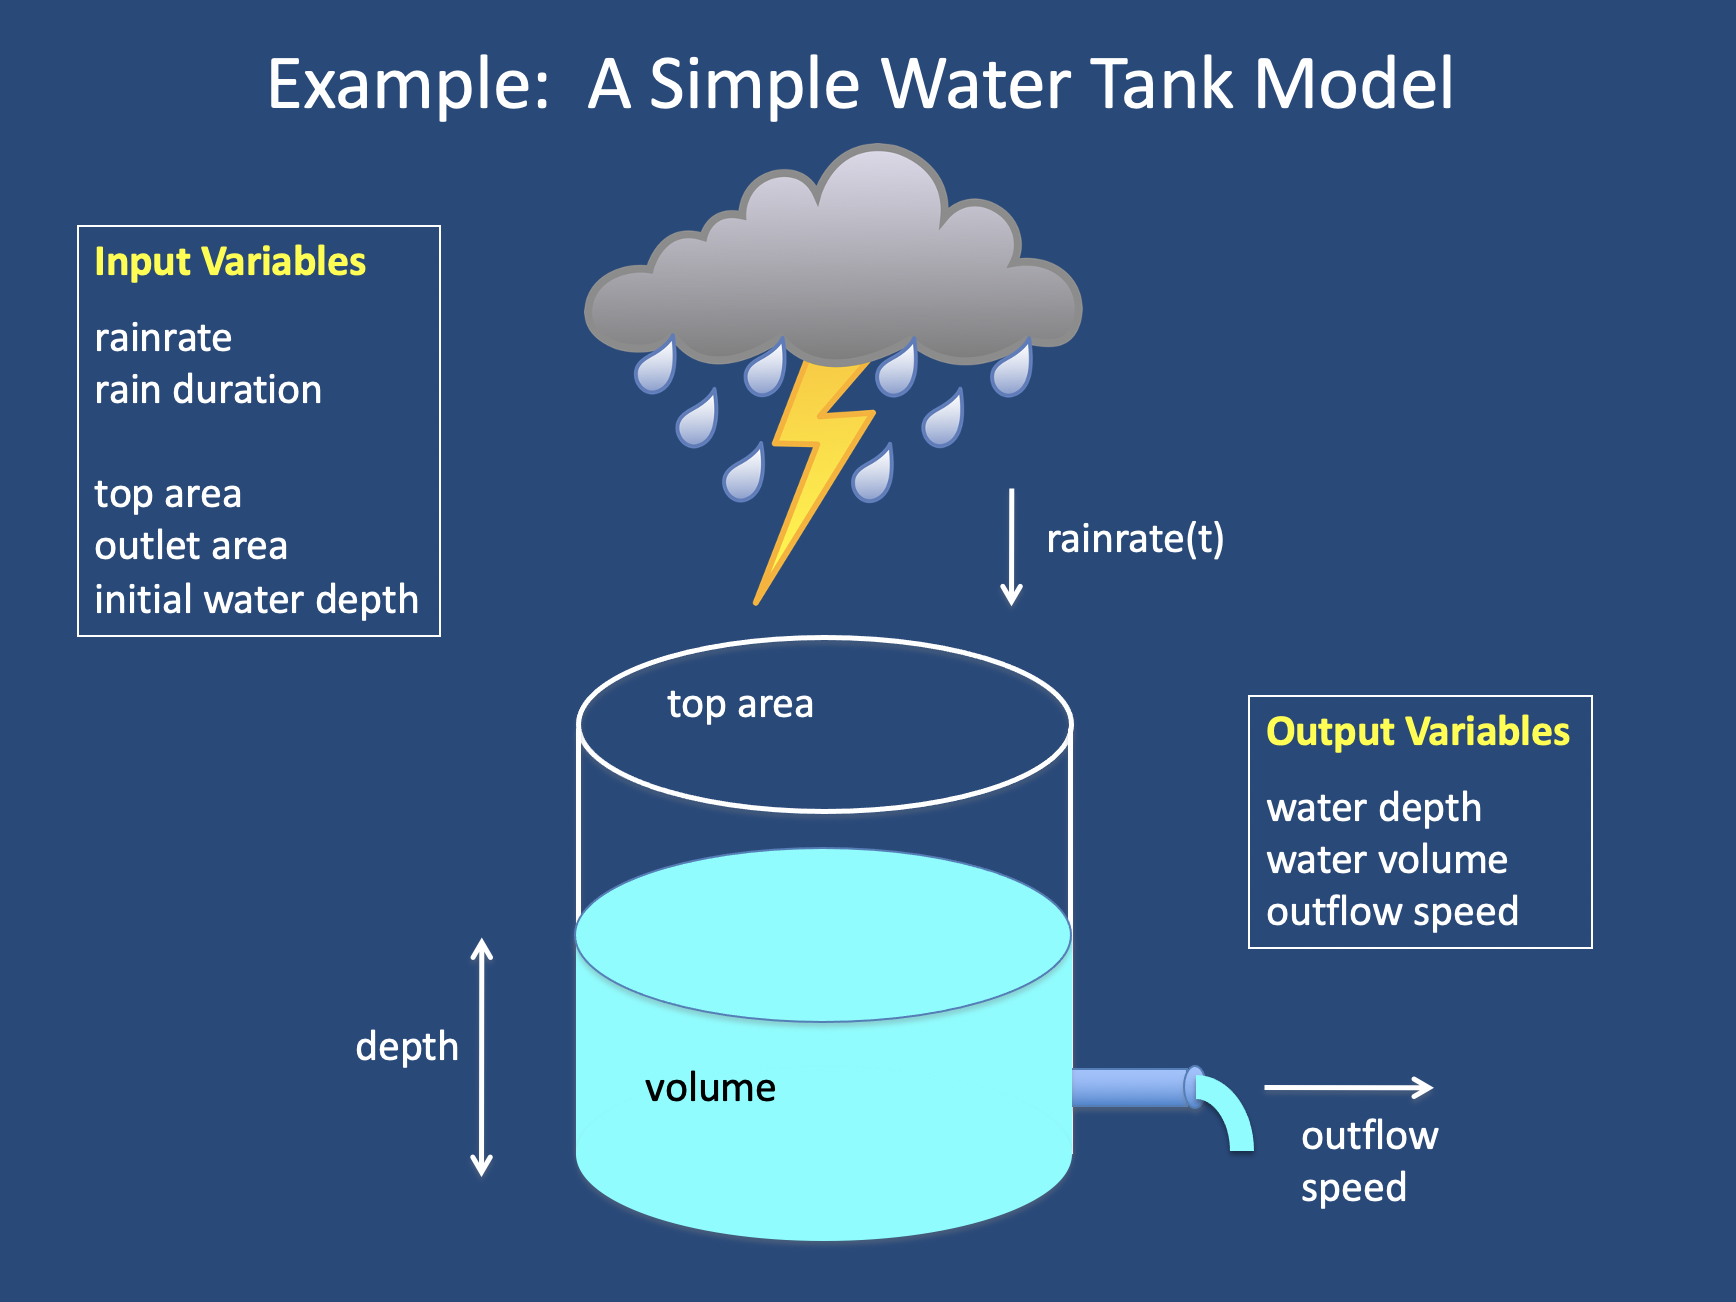 Example:  A Simple Water Tank Model
Input Variables
rainrate
rain duration
top area
outlet area
initial water depth
rainrate(t)
top area
Output Variables
water depth
water volume
outflow speed
depth
volume
outflow
speed